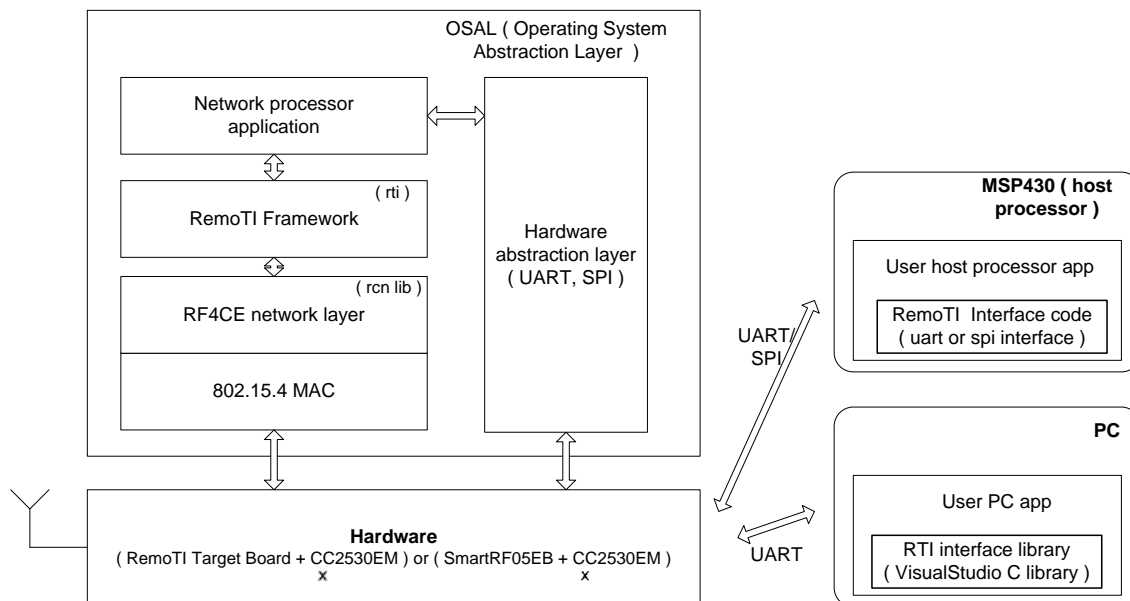 OSAL ( Operating System
Abstraction Layer )
Network processor
application
( rti )
RemoTI Framework
( rcn lib )
RF4CE network layer
802.15.4 MAC
Hardware
abstraction layer
( UART, SPI )
MSP430 ( host
processor )
User host processor app
RemoTI Interface code
( uart or spi interface )
UART/
SPI
PC
User PC app
RTI interface library
( VisualStudio C library )
UART
Hardware
( RemoTI Target Board + CC2530EM ) or ( SmartRF05EB + CC2530EM )
x x